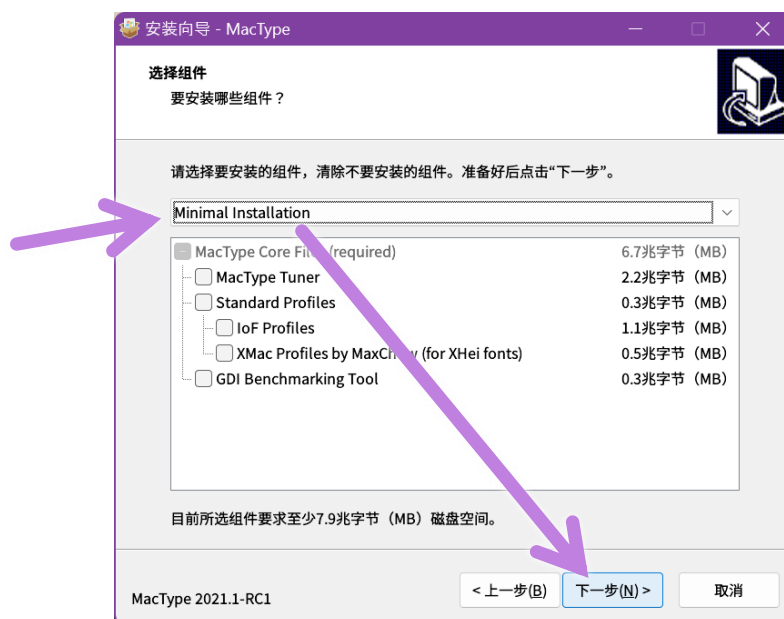 安装向导 - MacType
选择组件
要安装哪些组件？
请选择要安装的组件，清除不要安装的组件。准备好后点击“下一步”。
Minimal Installation
MacType Core Fil (required) 6.7兆字节（MB）
MacType Tuner 2.2兆字节（MB）
Standard Profiles 0.3兆字节（MB）
IoF Profiles 1.1兆字节（MB）
XMac Profiles by MaxCh (for XHei fonts) 0.5兆字节（MB）
GDI Benchmarking Tool 0.3兆字节（MB）
目前所选组件要求至少7.9兆字节（MB）磁盘空间。
MacType 2021.1-RC1
< 上一步(B) 下一步(N) > 取消